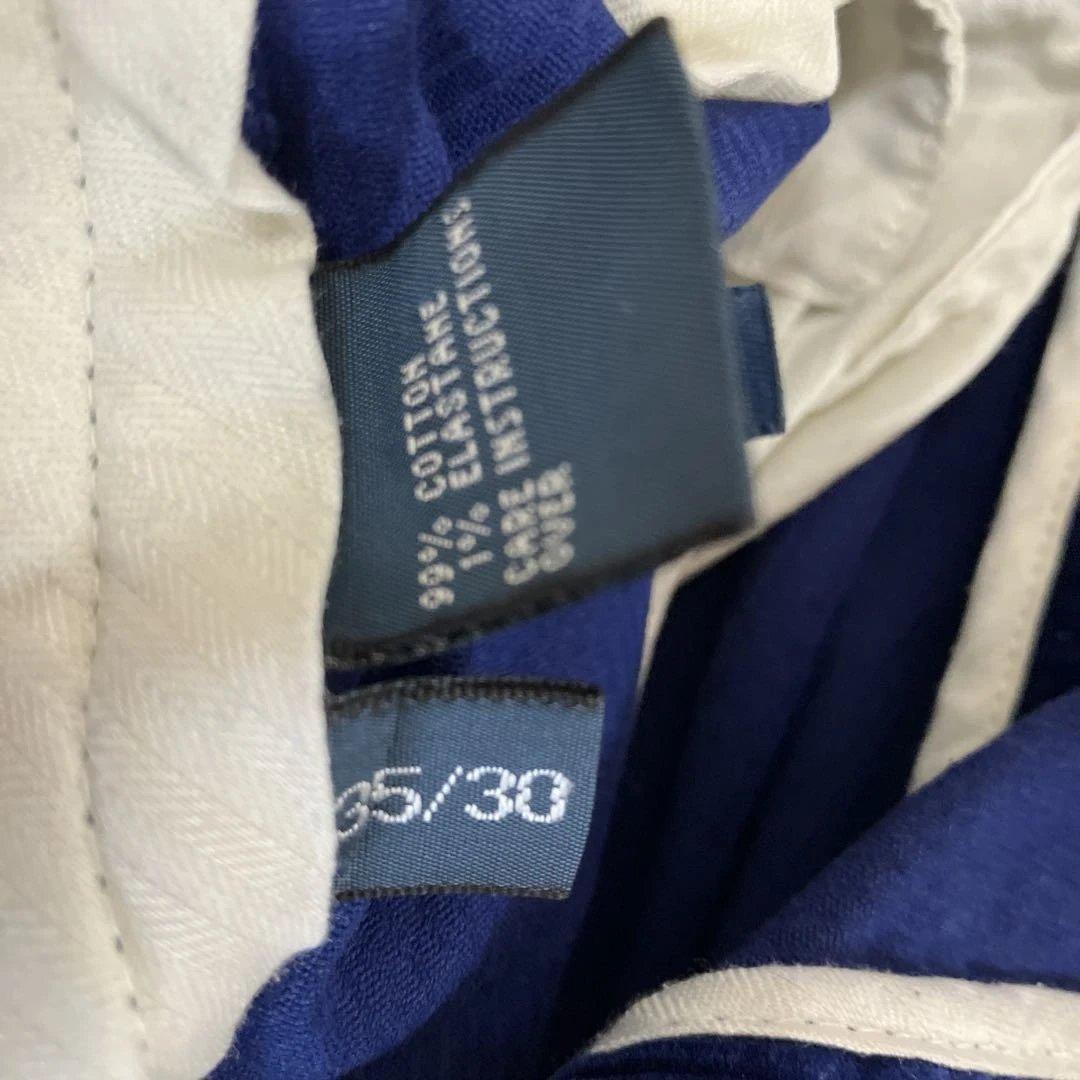 99% COTTON
1% ELASTANE
CARE INSTRUCTIONS
OVER
35/30